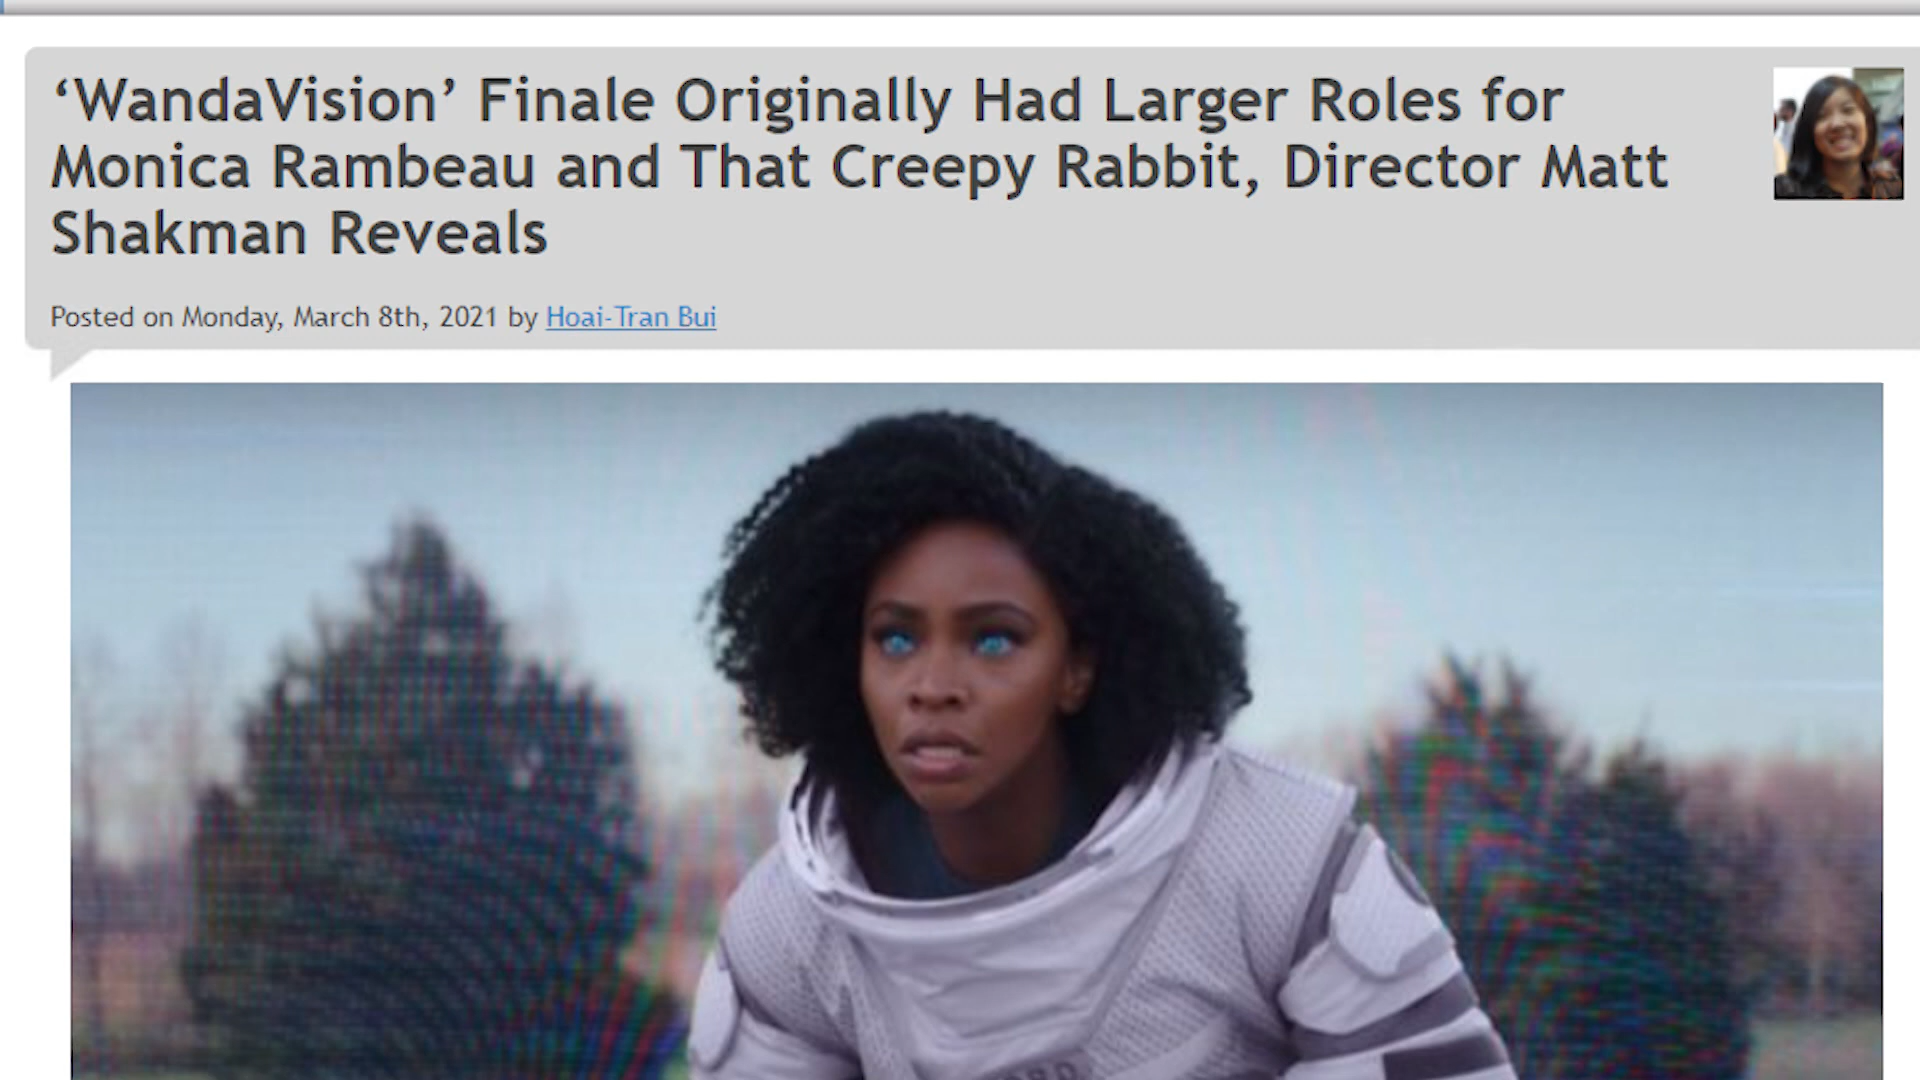 ‘WandaVision’ Finale Originally Had Larger Roles for
Monica Rambeau and That Creepy Rabbit, Director Matt
Shakman Reveals
Posted on Monday, March 8th, 2021 by Hoai-Tran Bui